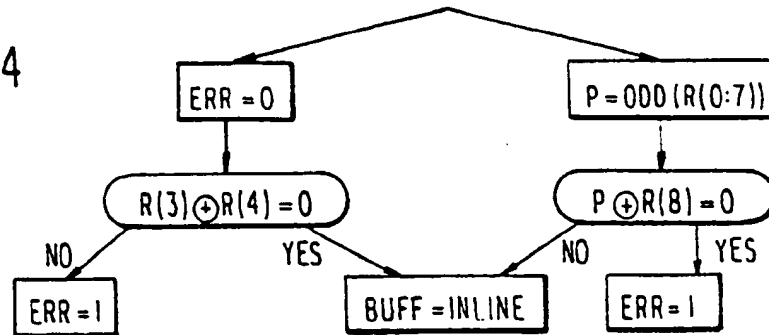 4
ERR = 0
P = ODD (R(0:7))
R(3) ⊕ R(4) = 0
P ⊕ R(8) = 0
NO
YES
NO
YES
ERR = 1
BUFF = INLINE
ERR = 1